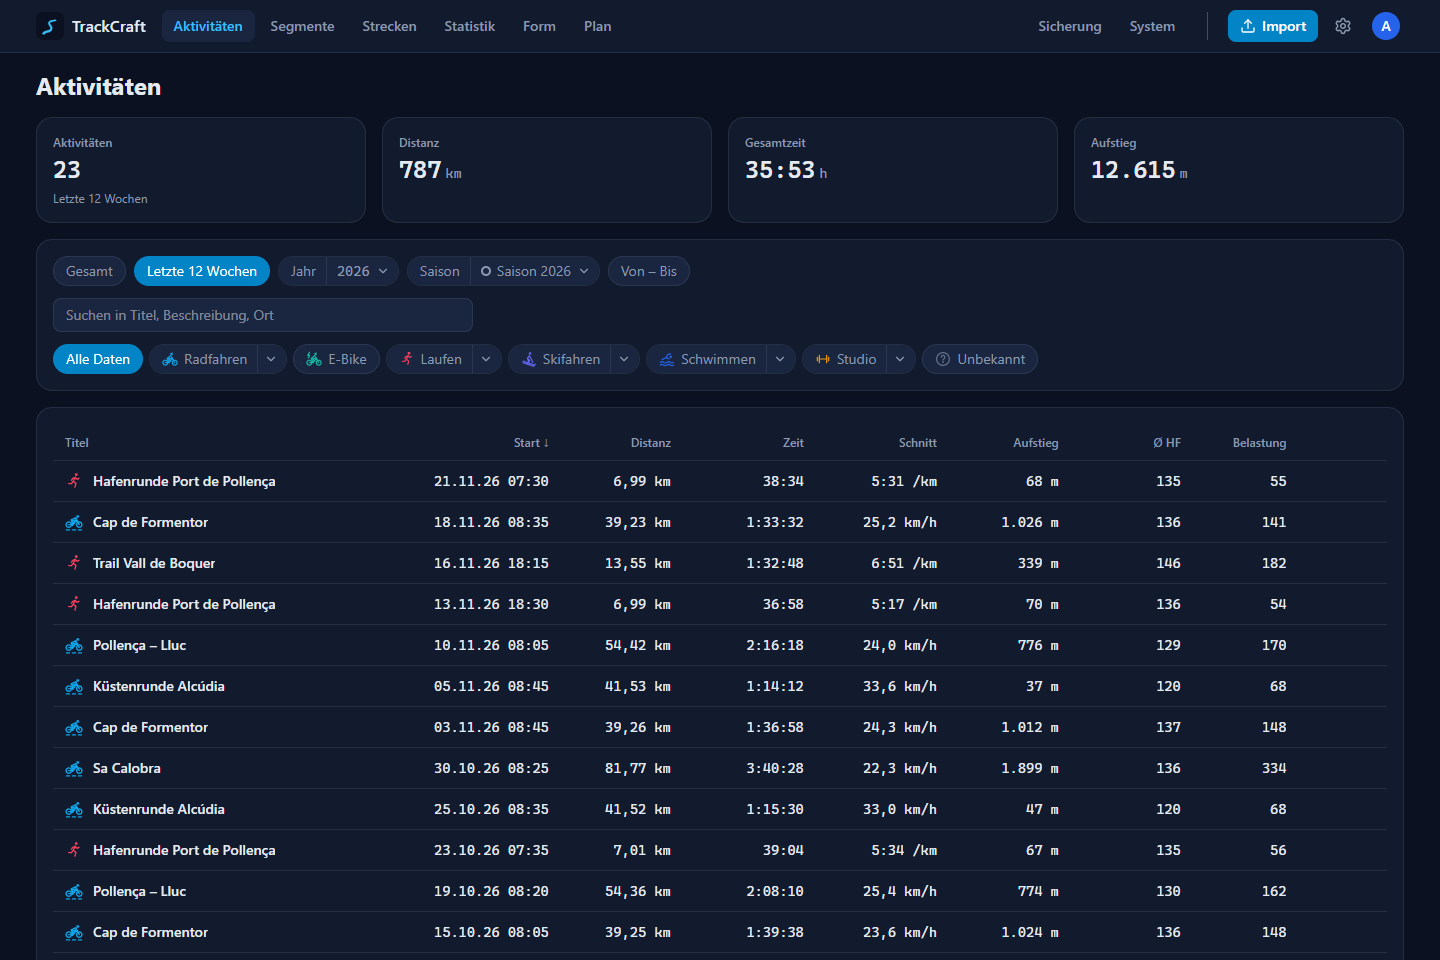 TrackCraft Aktivitäten Segmente Strecken Statistik Form Plan Sicherung System Import A
Aktivitäten
Aktivitäten Distanz Gesamtzeit Aufstieg
23 787 km 35:53 h 12.615 m
Letzte 12 Wochen
Gesamt Letzte 12 Wochen Jahr 2026 Saison Saison 2026 Von – Bis
Suchen in Titel, Beschreibung, Ort
Alle Daten Radfahren E-Bike Laufen Skifahren Schwimmen Studio Unbekannt
Titel Start ↓ Distanz Zeit Schnitt Aufstieg Ø HF Belastung
Hafenrunde Port de Pollença 21.11.26 07:30 6,99 km 38:34 5:31 /km 68 m 135 55
Cap de Formentor 18.11.26 08:35 39,23 km 1:33:32 25,2 km/h 1.026 m 136 141
Trail Vall de Boquer 16.11.26 18:15 13,55 km 1:32:48 6:51 /km 339 m 146 182
Hafenrunde Port de Pollença 13.11.26 18:30 6,99 km 36:58 5:17 /km 70 m 136 54
Pollença – Lluc 10.11.26 08:05 54,42 km 2:16:18 24,0 km/h 776 m 129 170
Küstenrunde Alcúdia 05.11.26 08:45 41,53 km 1:14:12 33,6 km/h 37 m 120 68
Cap de Formentor 03.11.26 08:45 39,26 km 1:36:58 24,3 km/h 1.012 m 137 148
Sa Calobra 30.10.26 08:25 81,77 km 3:40:28 22,3 km/h 1.899 m 136 334
Küstenrunde Alcúdia 25.10.26 08:35 41,52 km 1:15:30 33,0 km/h 47 m 120 68
Hafenrunde Port de Pollença 23.10.26 07:35 7,01 km 39:04 5:34 /km 67 m 135 56
Pollença – Lluc 19.10.26 08:20 54,36 km 2:08:10 25,4 km/h 774 m 130 162
Cap de Formentor 15.10.26 08:05 39,25 km 1:39:38 23,6 km/h 1.024 m 136 148